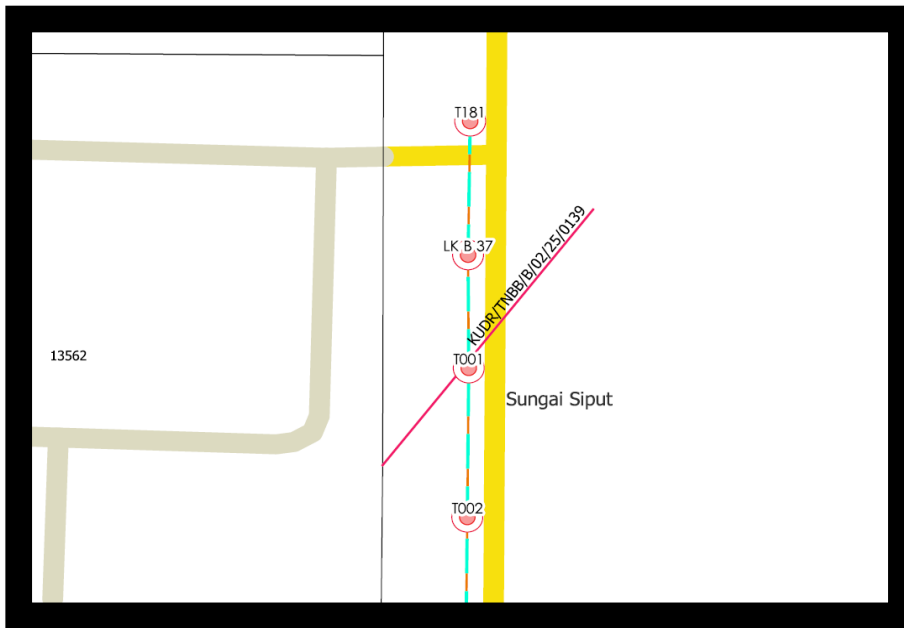 T181
LK B 37
KUDR/TNBB/B/02/25/0139
13562
T001
Sungai Siput
T002